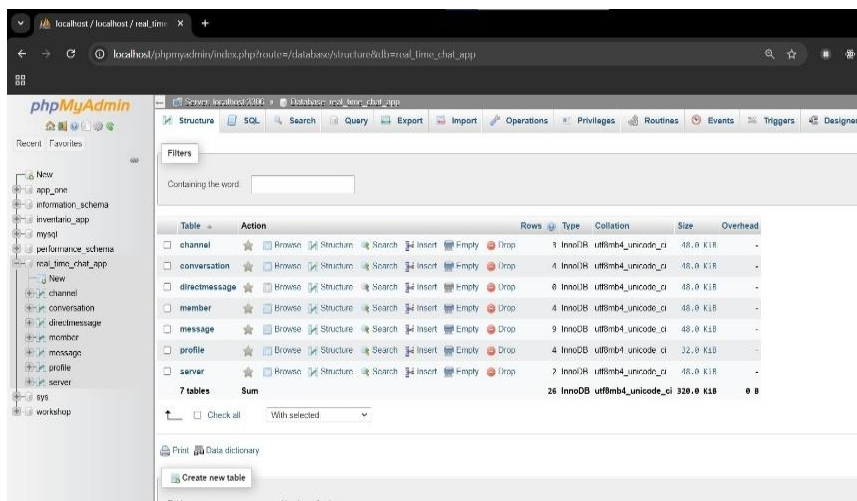 localhost / localhost / real_time
localhost/phpmyadmin/index.php?route=/database/structure&db=real_time_chat_app
phpMyAdmin
Recent Favorites
New
app_one
information_schema
inventario_app
mysql
performance_schema
real_time_chat_app
New
channel
conversation
directmessage
member
message
profile
server
sys
workshop
Server: localhost:3306 » Database: real_time_chat_app
Structure SQL Search Query Export Import Operations Privileges Routines Events Triggers Designer
Filters
Containing the word:
Table Action Rows Type Collation Size Overhead
channel Browse Structure Search Insert Empty Drop 3 InnoDB utf8mb4_unicode_ci 48.0 KiB -
conversation Browse Structure Search Insert Empty Drop 4 InnoDB utf8mb4_unicode_ci 48.0 KiB -
directmessage Browse Structure Search Insert Empty Drop 0 InnoDB utf8mb4_unicode_ci 48.0 KiB -
member Browse Structure Search Insert Empty Drop 4 InnoDB utf8mb4_unicode_ci 48.0 KiB -
message Browse Structure Search Insert Empty Drop 9 InnoDB utf8mb4_unicode_ci 48.0 KiB -
profile Browse Structure Search Insert Empty Drop 4 InnoDB utf8mb4_unicode_ci 32.0 KiB -
server Browse Structure Search Insert Empty Drop 2 InnoDB utf8mb4_unicode_ci 48.0 KiB -
7 tables Sum 26 InnoDB utf8mb4_unicode_ci 320.0 KiB 0 B
Check all With selected
Print Data dictionary
Create new table